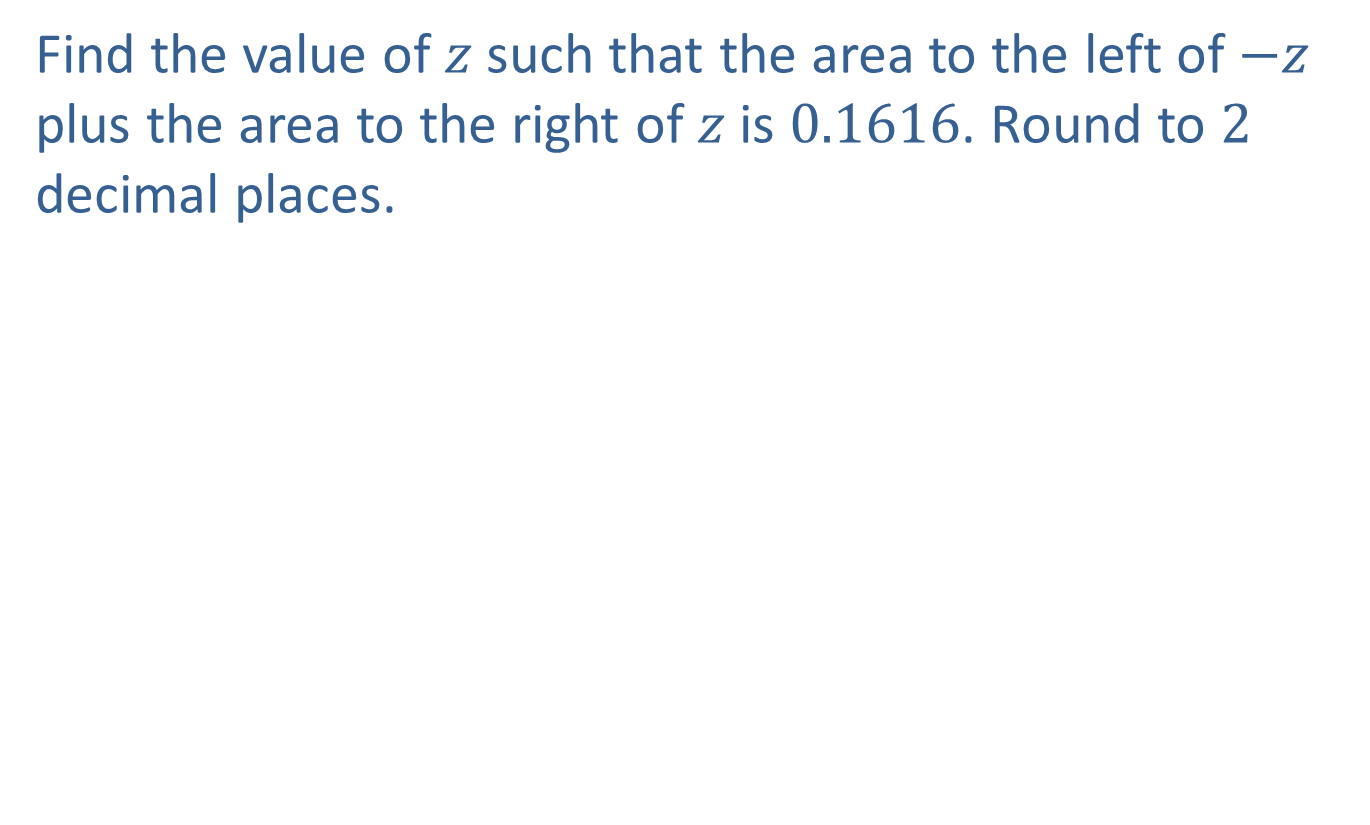 Find the value of z such that the area to the left of −z
plus the area to the right of z is 0.1616. Round to 2
decimal places.